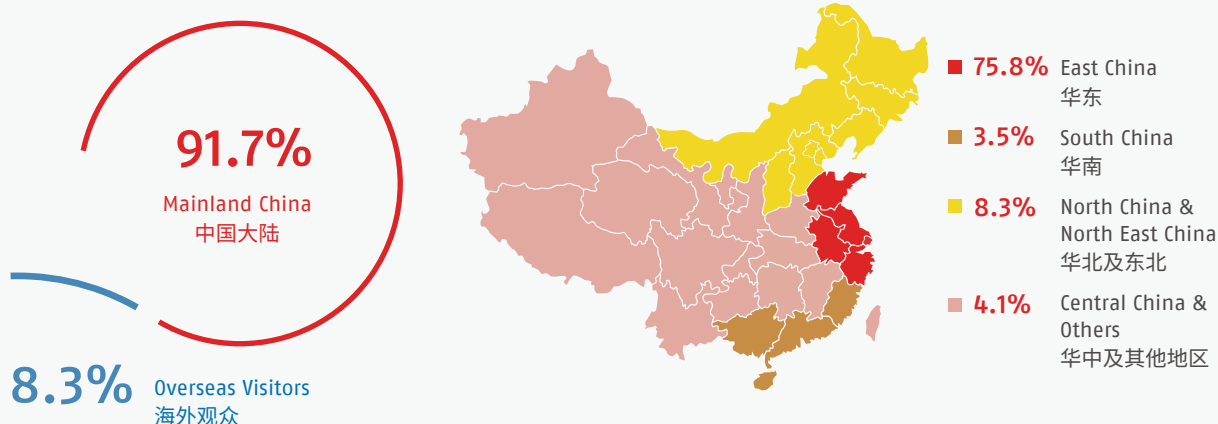 91.7%
Mainland China
中国大陆
8.3%
Overseas Visitors
海外观众
75.8% East China
华东
3.5% South China
华南
8.3% North China &
North East China
华北及东北
4.1% Central China &
Others
华中及其他地区